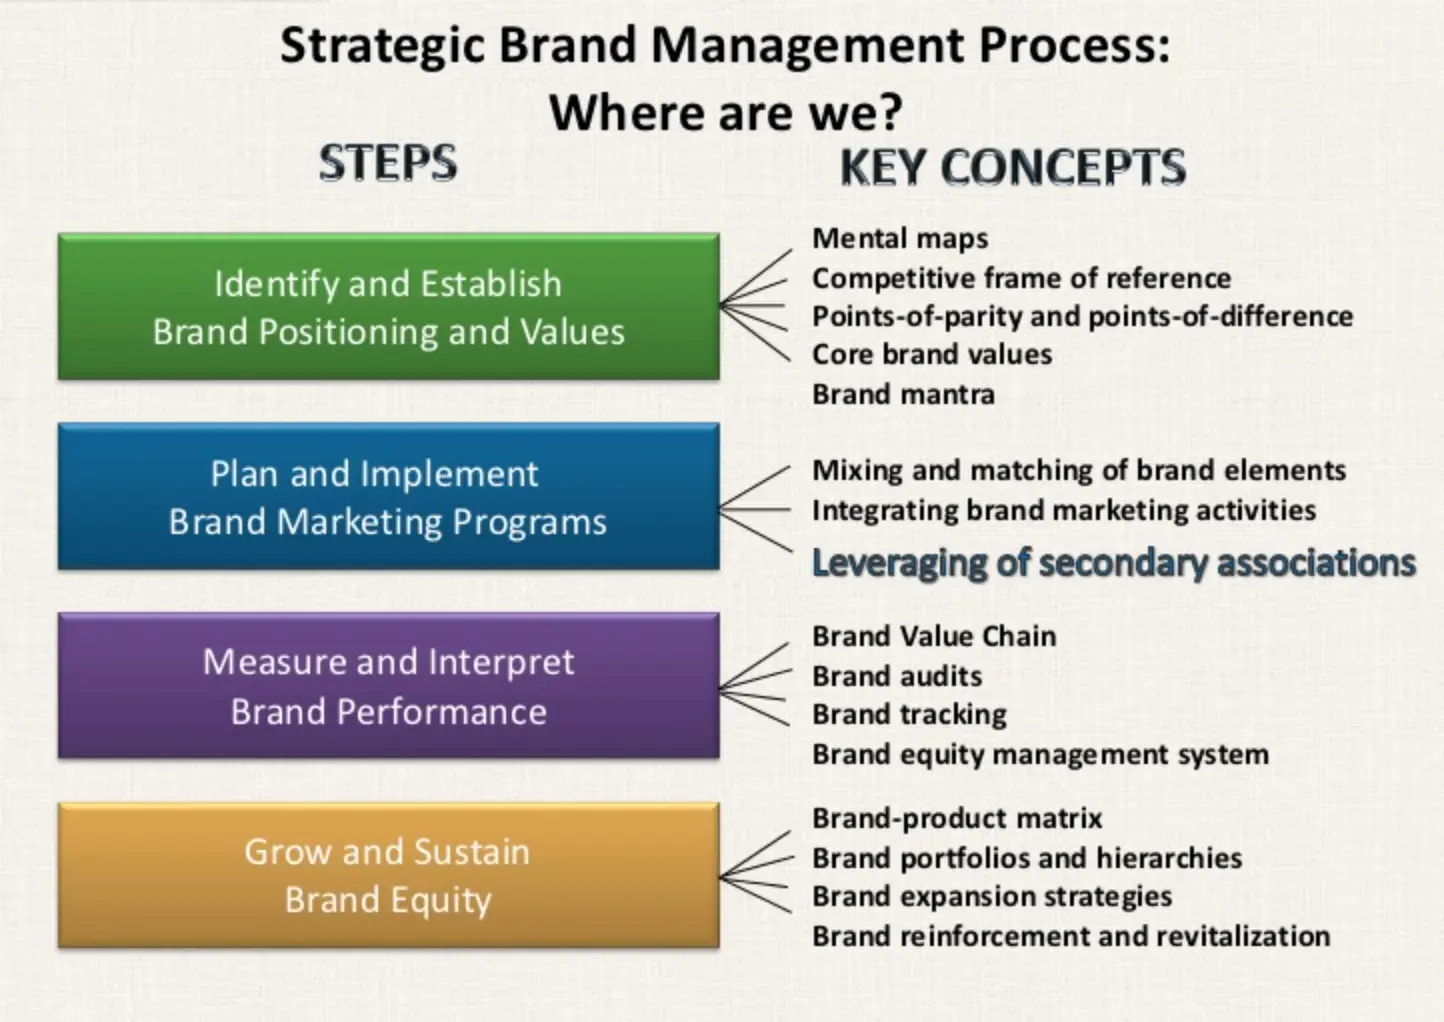 Strategic Brand Management Process:
Where are we?
STEPS
KEY CONCEPTS
Identify and Establish
Brand Positioning and Values
Mental maps
Competitive frame of reference
Points-of-parity and points-of-difference
Core brand values
Brand mantra
Plan and Implement
Brand Marketing Programs
Mixing and matching of brand elements
Integrating brand marketing activities
Leveraging of secondary associations
Measure and Interpret
Brand Performance
Brand Value Chain
Brand audits
Brand tracking
Brand equity management system
Grow and Sustain
Brand Equity
Brand-product matrix
Brand portfolios and hierarchies
Brand expansion strategies
Brand reinforcement and revitalization